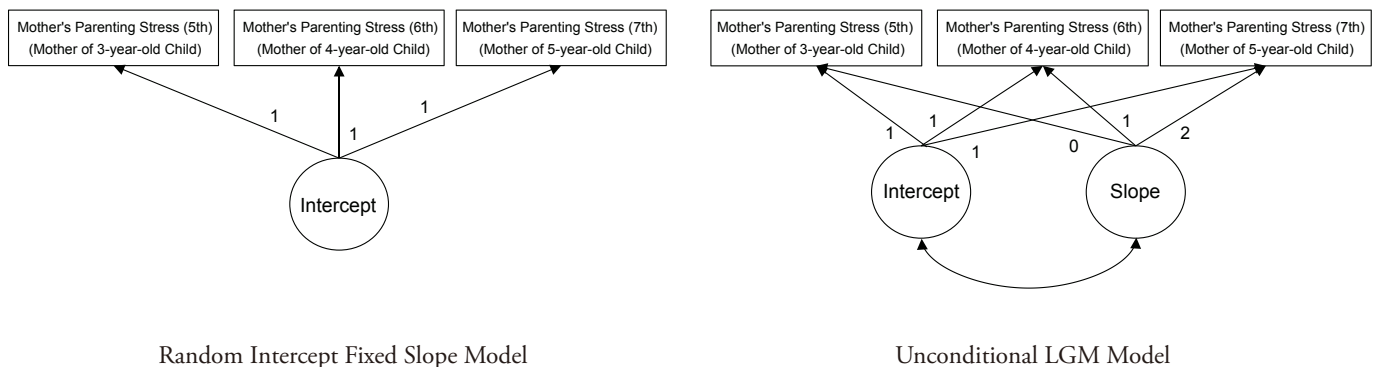 Mother's Parenting Stress (5th)
(Mother of 3-year-old Child)
Mother's Parenting Stress (6th)
(Mother of 4-year-old Child)
Mother's Parenting Stress (7th)
(Mother of 5-year-old Child)
1
1
1
Intercept
Random Intercept Fixed Slope Model
Mother's Parenting Stress (5th)
(Mother of 3-year-old Child)
Mother's Parenting Stress (6th)
(Mother of 4-year-old Child)
Mother's Parenting Stress (7th)
(Mother of 5-year-old Child)
1
1
1
0
1
2
Intercept
Slope
Unconditional LGM Model